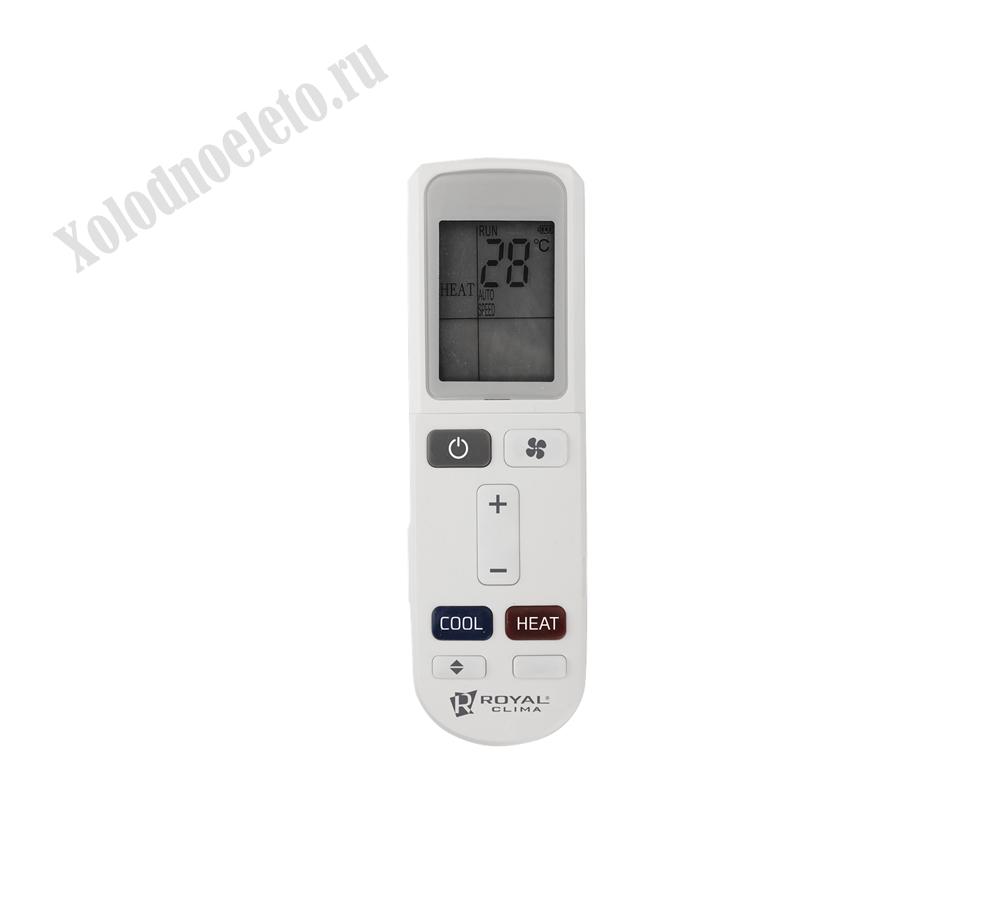 Xolodnoeleto.ru
RUN
28 °C
HEAT
AUTO
SPEED
+
−
COOL HEAT
R ROYAL®
CLIMA